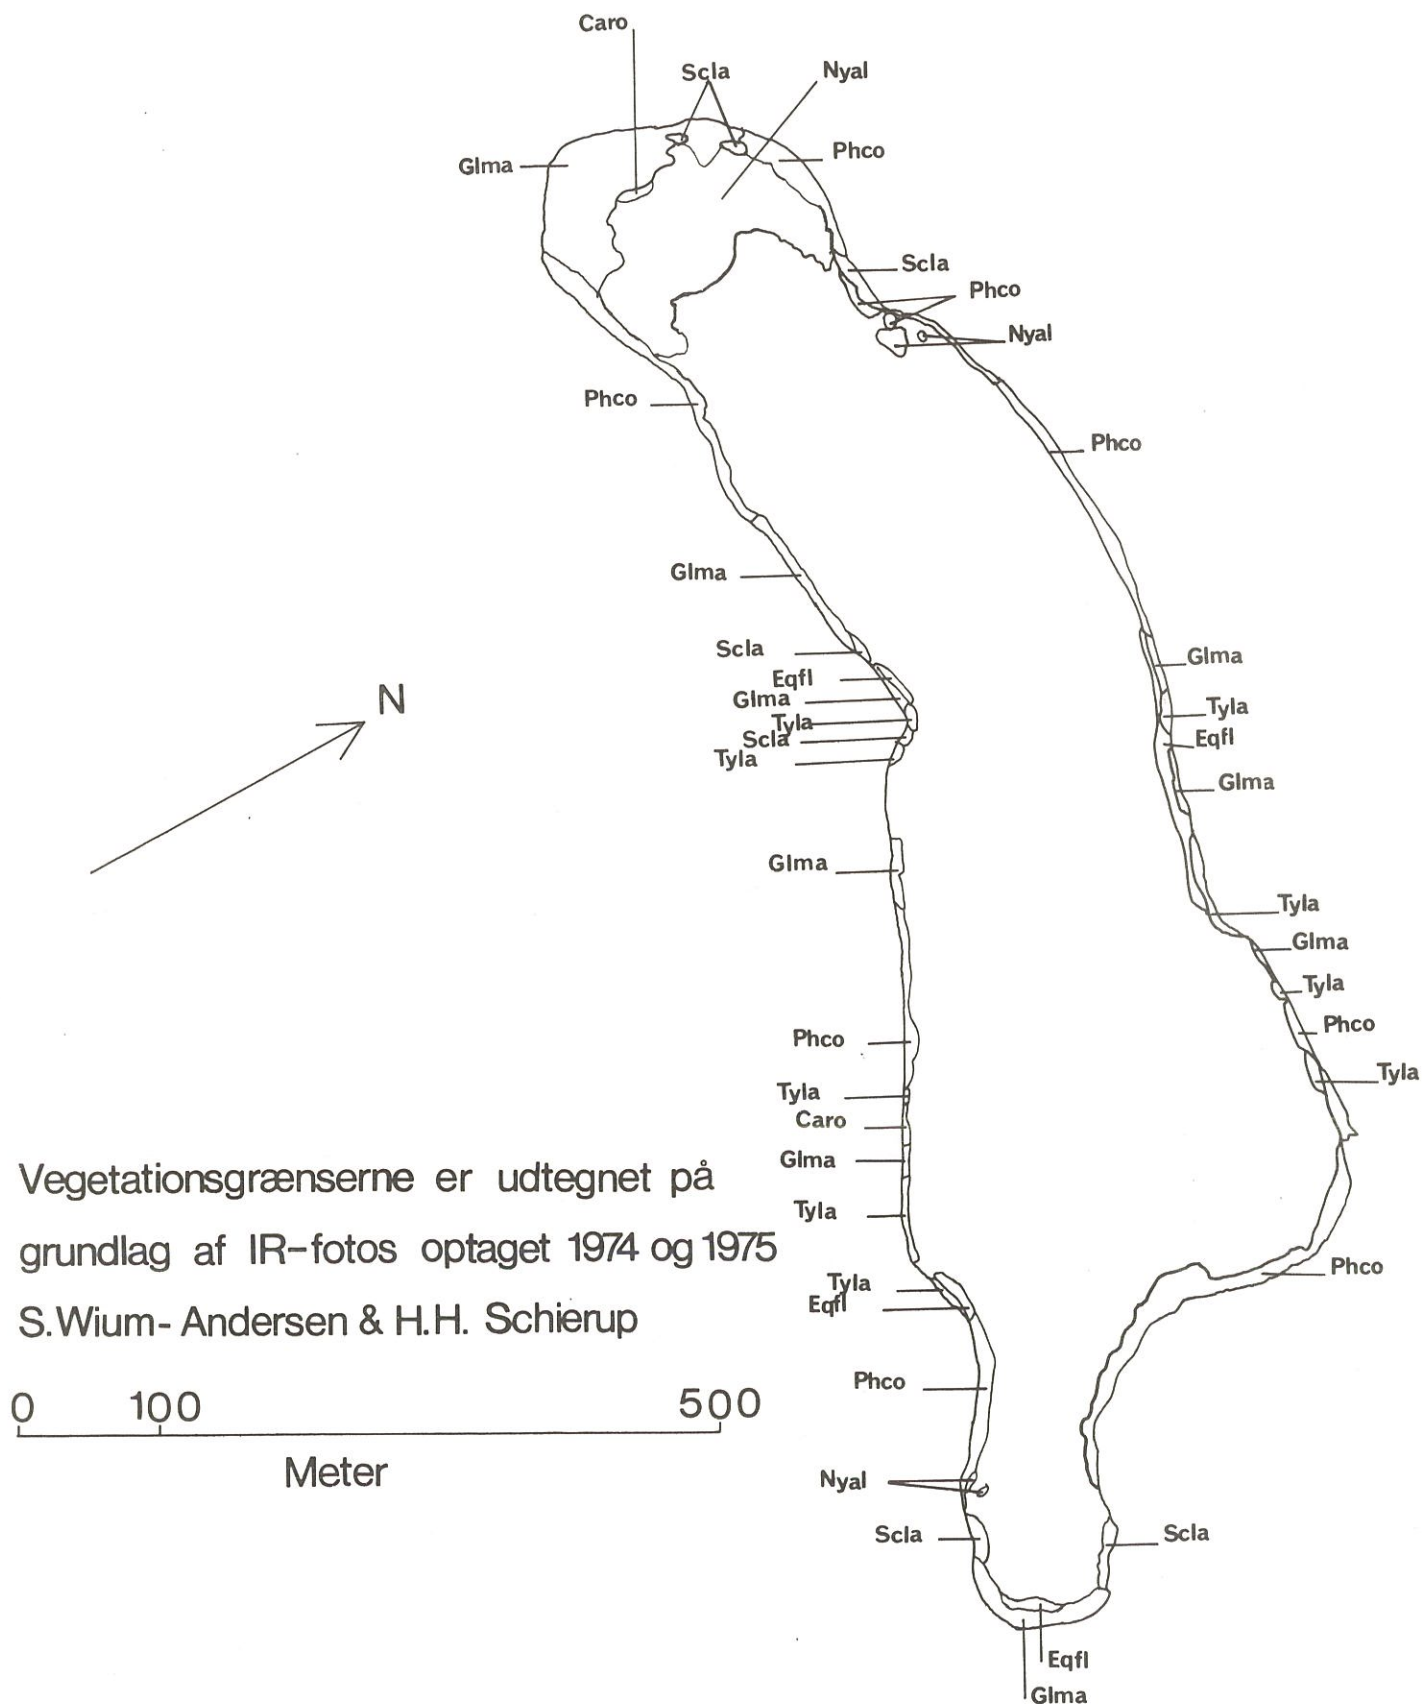 Caro
Scla
Nyal
Glma
Phco
Scla
Phco
Nyal
Phco
Phco
Glma
Scla
Glma
Eqfl
N
Glma
Tyla
Tyla
Scla
Eqfl
Tyla
Glma
Glma
Tyla
Glma
Tyla
Phco
Phco
Tyla
Tyla
Caro
Glma
Vegetationsgrænserne er udtegnet på
Tyla
grundlag af IR-fotos optaget 1974 og 1975
Phco
Tyla
Eqfl
S. Wium-Andersen & H.H. Schierup
Phco
0 100 500
Meter
Nyal
Scla
Scla
Eqfl
Glma